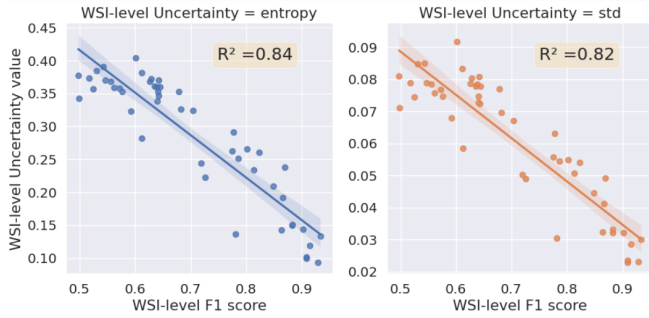 WSI-level Uncertainty = entropy
WSI-level Uncertainty value
0.45
0.40
0.35
0.30
0.25
0.20
0.15
0.10
R² =0.84
0.5 0.6 0.7 0.8 0.9
WSI-level F1 score
WSI-level Uncertainty = std
0.09
0.08
0.07
0.06
0.05
0.04
0.03
0.02
R² =0.82
0.5 0.6 0.7 0.8 0.9
WSI-level F1 score